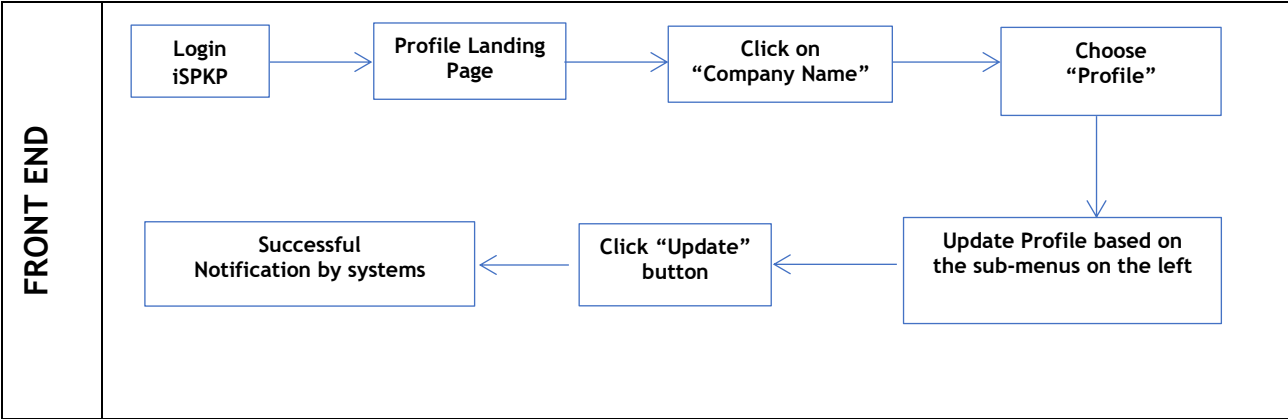 FRONT END
Login
iSPKP
Profile Landing
Page
Click on
“Company Name”
Choose
“Profile”
Update Profile based on
the sub-menus on the left
Click “Update”
button
Successful
Notification by systems